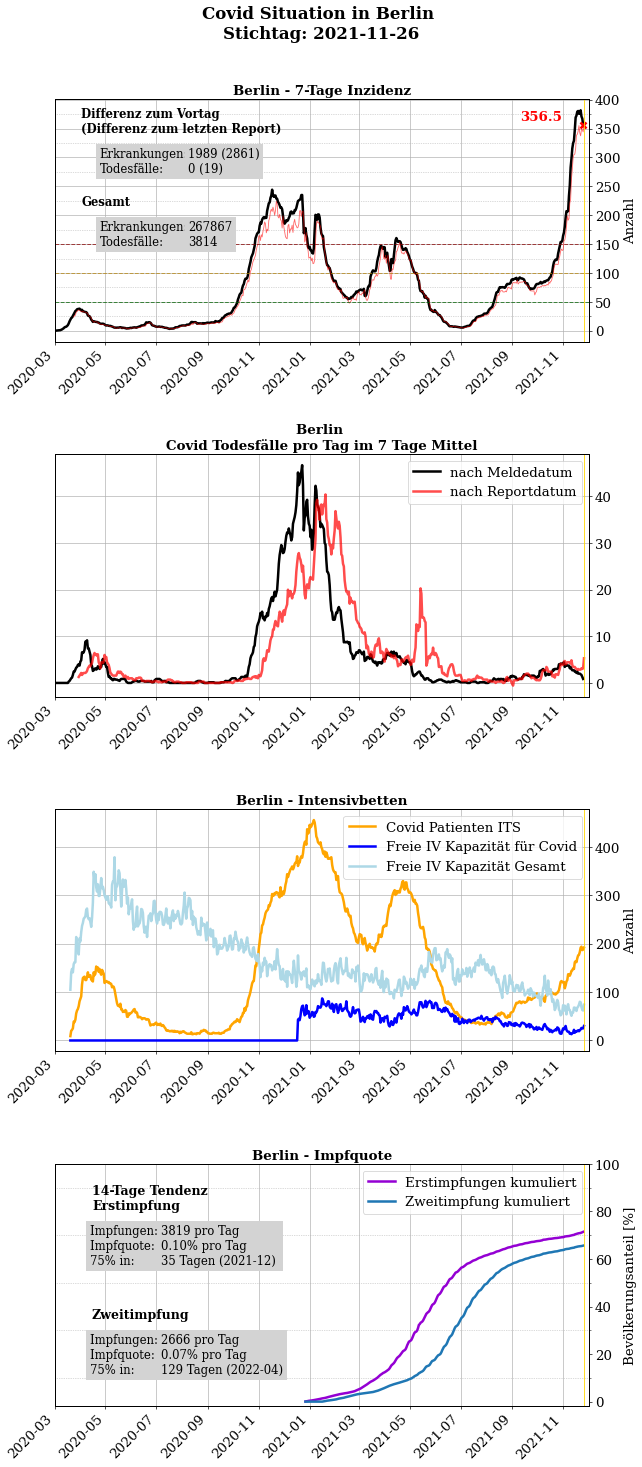 Covid Situation in Berlin
Stichtag: 2021-11-26
Berlin - 7-Tage Inzidenz
Differenz zum Vortag
(Differenz zum letzten Report)
Erkrankungen 1989 (2861)
Todesfälle: 0 (19)
Gesamt
Erkrankungen 267867
Todesfälle: 3814
356.5
400
300
250
200
150
100
50
0
Anzahl
2020-03
2020-05
2020-07
2020-09
2020-11
2021-01
2021-03
2021-05
2021-07
2021-09
2021-11
Berlin
Covid Todesfälle pro Tag im 7 Tage Mittel
nach Meldedatum
nach Reportdatum
40
30
20
10
0
2020-03
2020-05
2020-07
2020-09
2020-11
2021-01
2021-03
2021-05
2021-07
2021-09
2021-11
Berlin - Intensivbetten
Covid Patienten ITS
Freie IV Kapazität für Covid
Freie IV Kapazität Gesamt
400
300
200
100
0
Anzahl
2020-03
2020-05
2020-07
2020-09
2020-11
2021-01
2021-03
2021-05
2021-07
2021-09
2021-11
Berlin - Impfquote
14-Tage Tendenz
Erstimpfung
Impfungen: 3819 pro Tag
Impfquote: 0.10% pro Tag
75% in: 35 Tagen (2021-12)
Zweitimpfung
Impfungen: 2666 pro Tag
Impfquote: 0.07% pro Tag
75% in: 129 Tagen (2022-04)
Erstimpfungen kumuliert
Zweitimpfung kumuliert
100
80
60
40
20
0
Bevölkerungsanteil [%]
2020-03
2020-05
2020-07
2020-09
2020-11
2021-01
2021-03
2021-05
2021-07
2021-09
2021-11